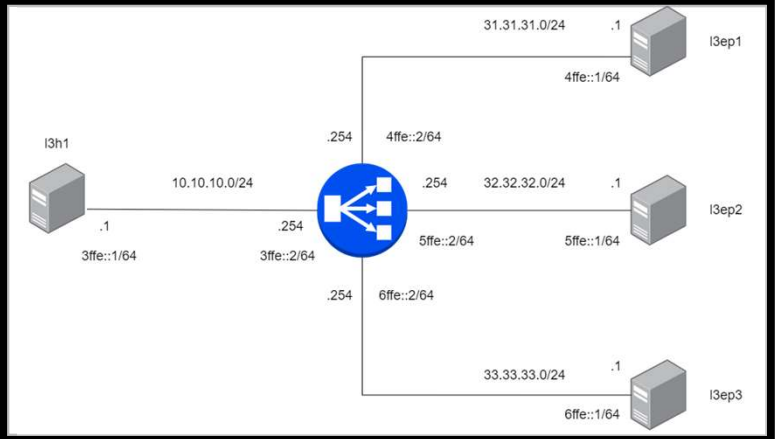 31.31.31.0/24
.1
l3ep1
4ffe::1/64
.254
4ffe::2/64
l3h1
10.10.10.0/24
.254
32.32.32.0/24
.1
l3ep2
.1
.254
3ffe::1/64
3ffe::2/64
5ffe::2/64
5ffe::1/64
.254
6ffe::2/64
33.33.33.0/24
.1
l3ep3
6ffe::1/64